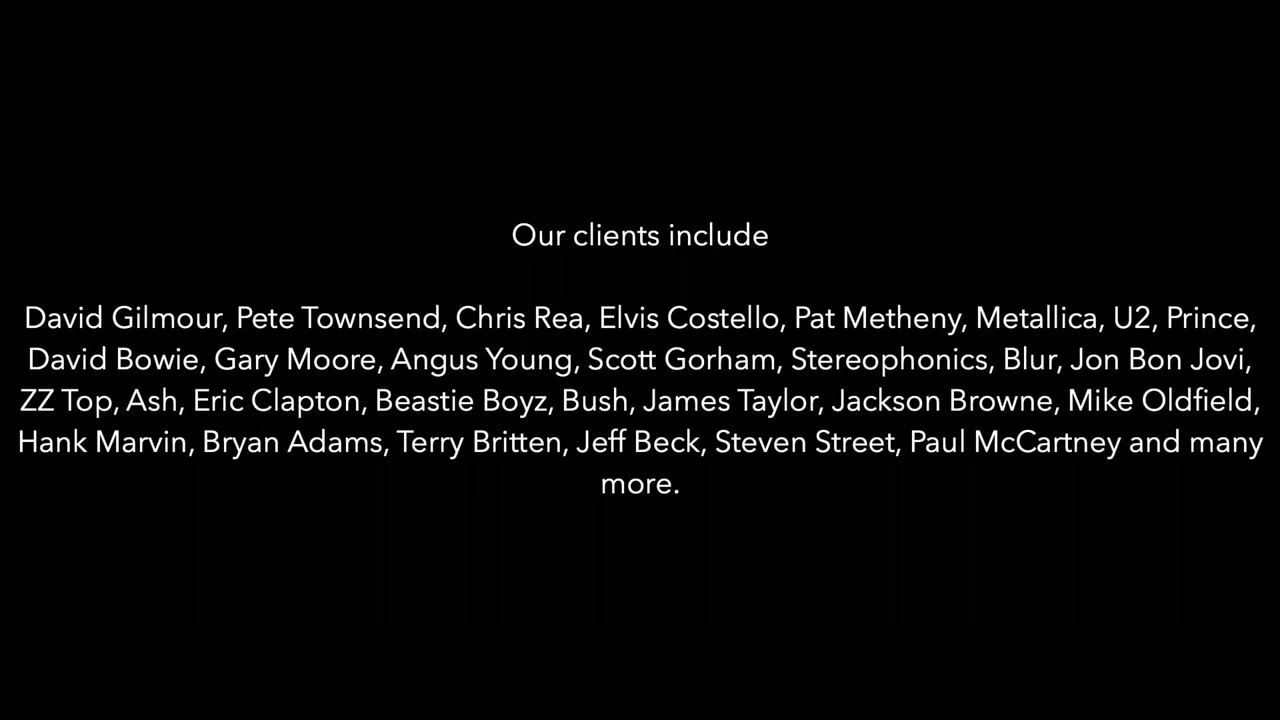 Our clients include
David Gilmour, Pete Townsend, Chris Rea, Elvis Costello, Pat Metheny, Metallica, U2, Prince,
David Bowie, Gary Moore, Angus Young, Scott Gorham, Stereophonics, Blur, Jon Bon Jovi,
ZZ Top, Ash, Eric Clapton, Beastie Boyz, Bush, James Taylor, Jackson Browne, Mike Oldfield,
Hank Marvin, Bryan Adams, Terry Britten, Jeff Beck, Steven Street, Paul McCartney and many
more.